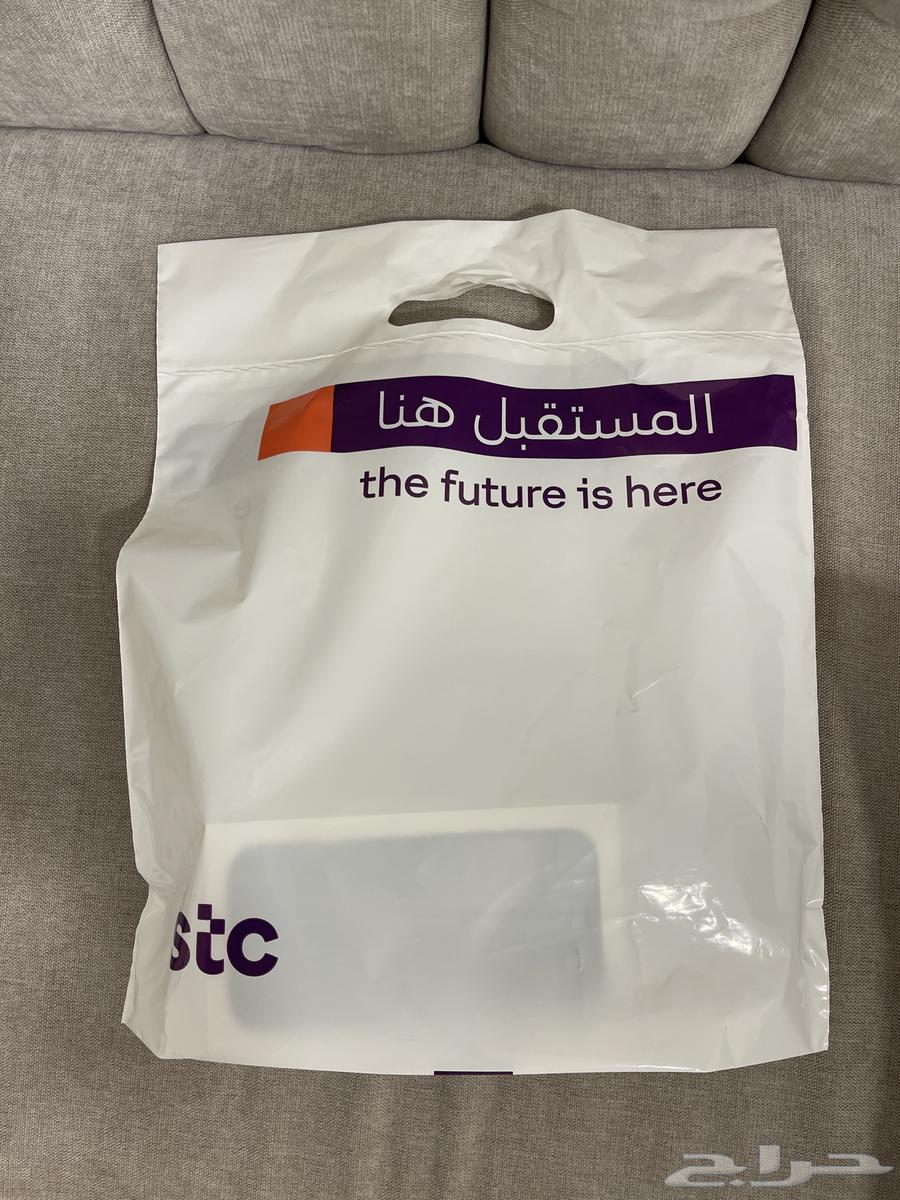 المستقبل هنا
the future is here
stc
حراج